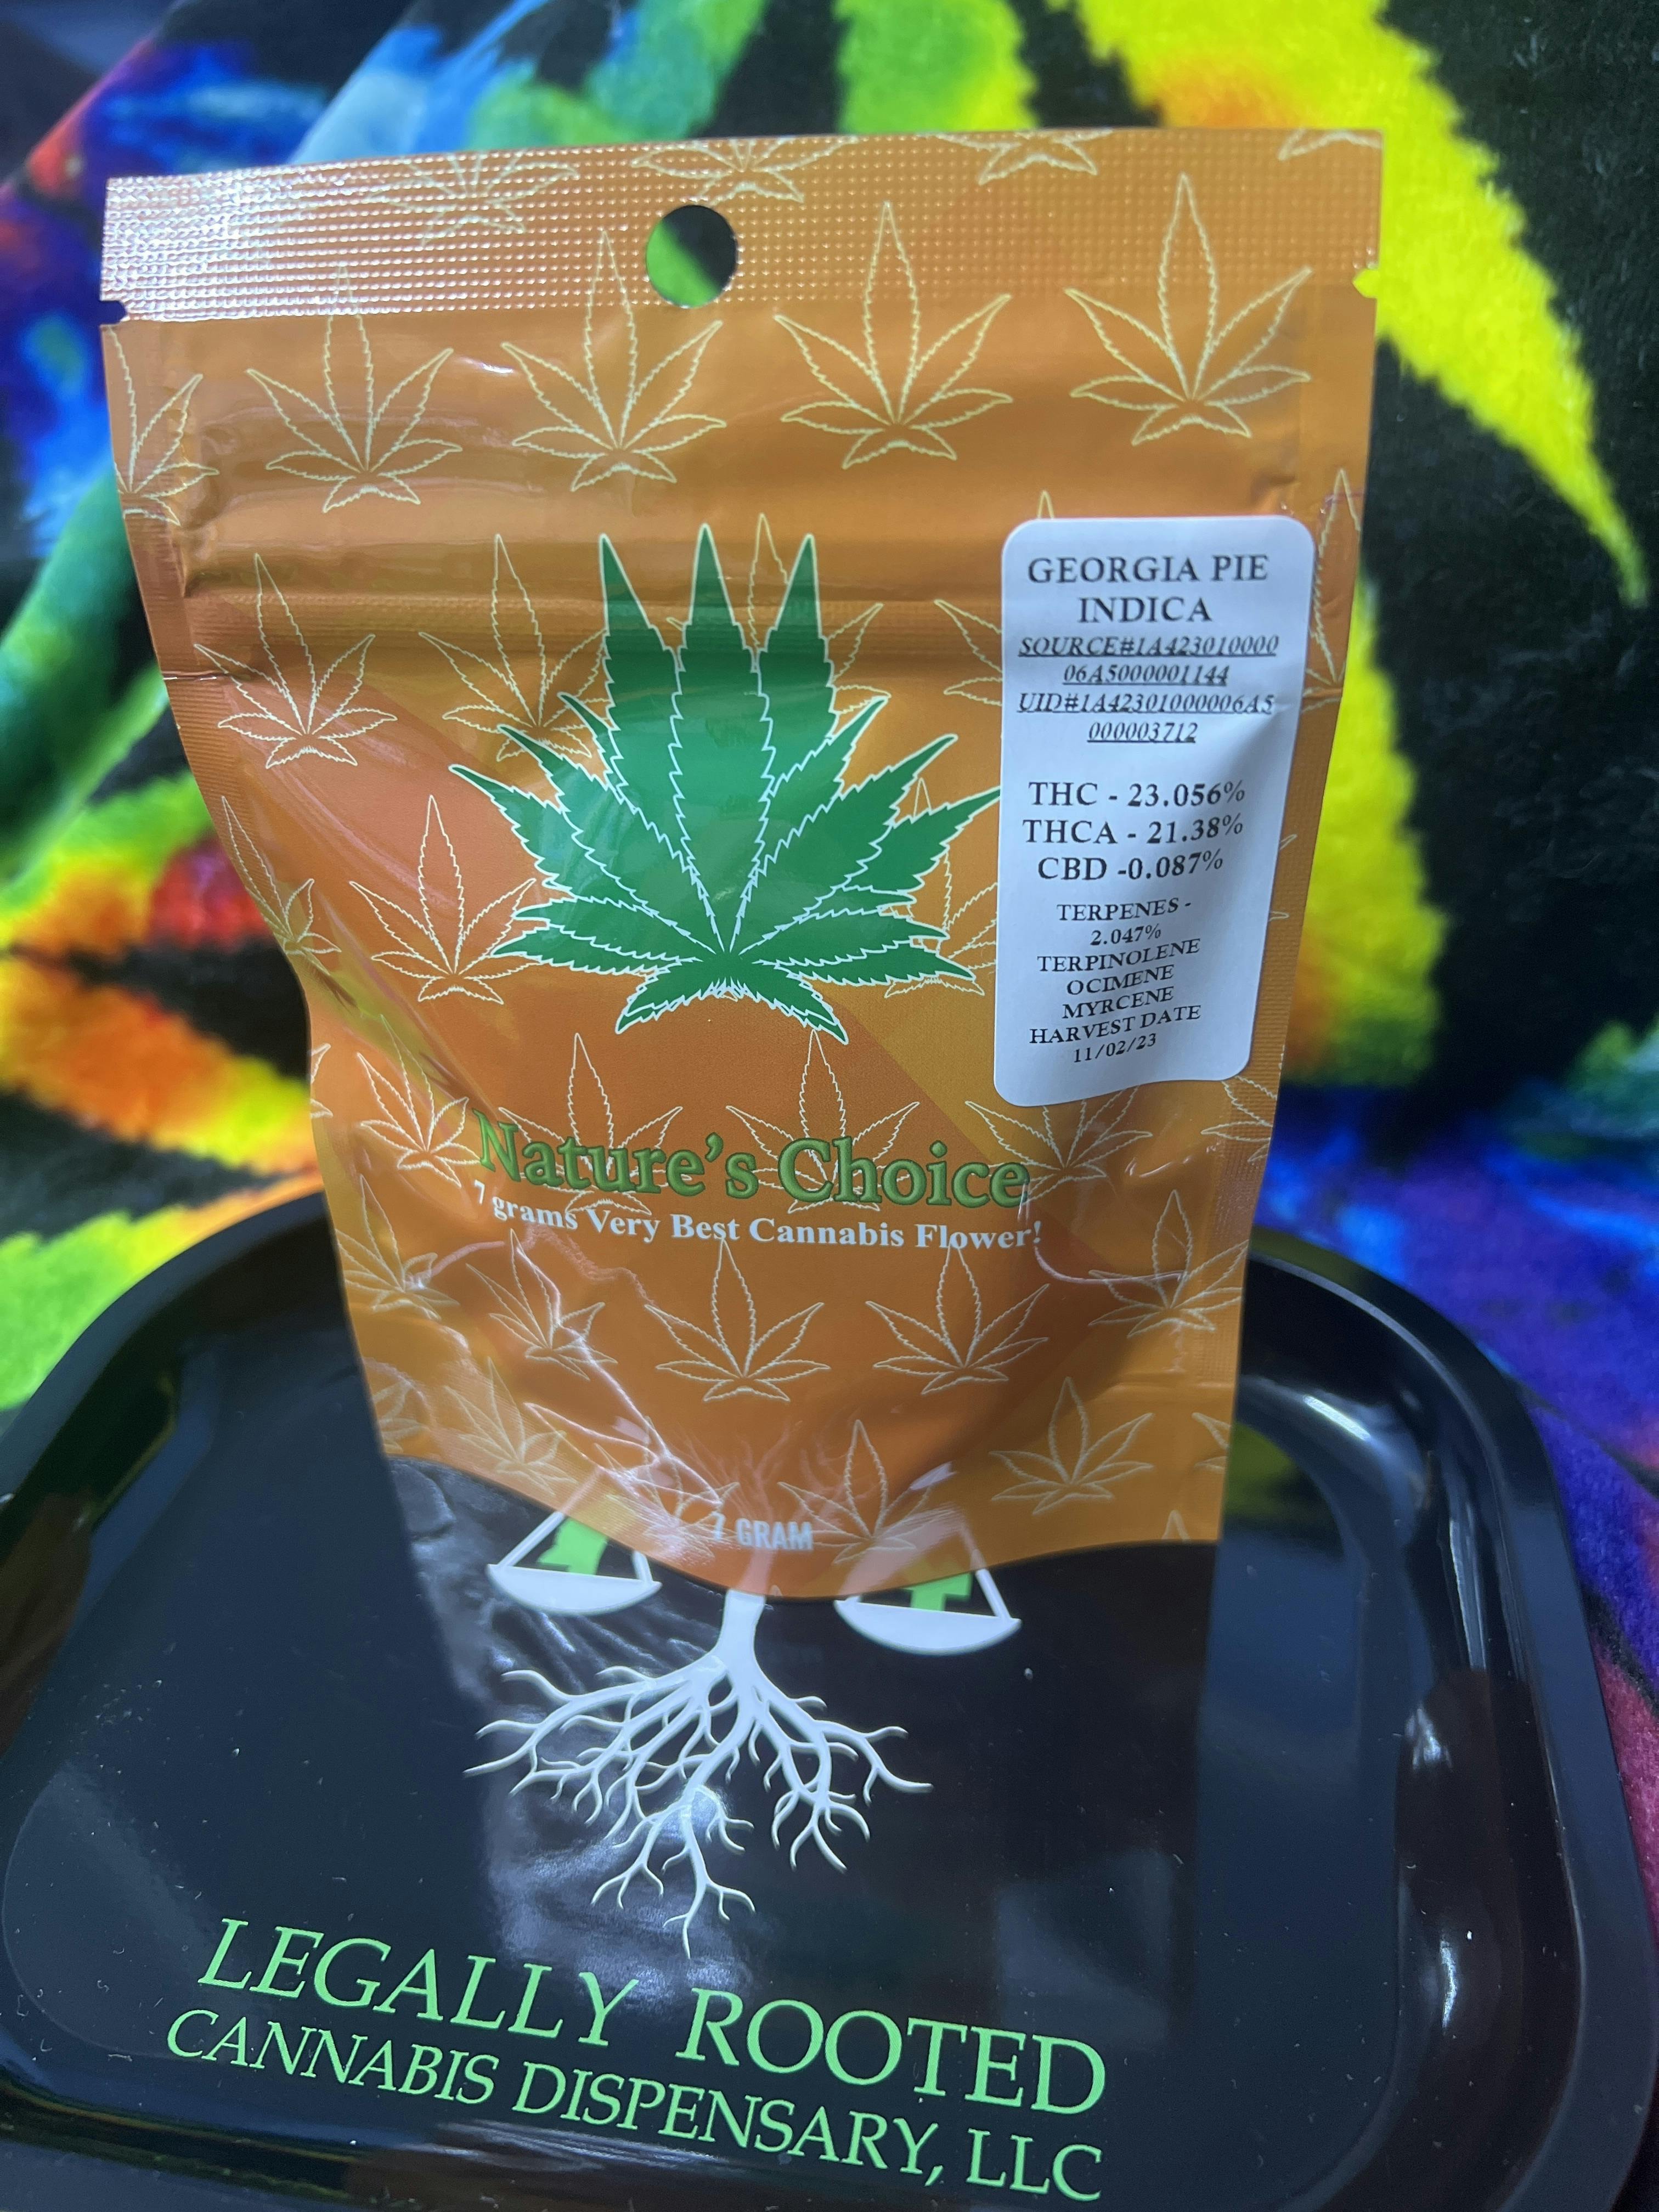 GEORGIA PIE
INDICA
SOURCE#1A423010000
06A5000001144
UID#1A42301000006A5
000003712
THC - 23.056%
THCA - 21.38%
CBD -0.087%
TERPENES -
2.047%
TERPINOLENE
OCIMENE
MYRCENE
HARVEST DATE
11/02/23
Nature's Choice
7 grams Very Best Cannabis Flower!
7 GRAM
LEGALLY ROOTED
CANNABIS DISPENSARY, LLC